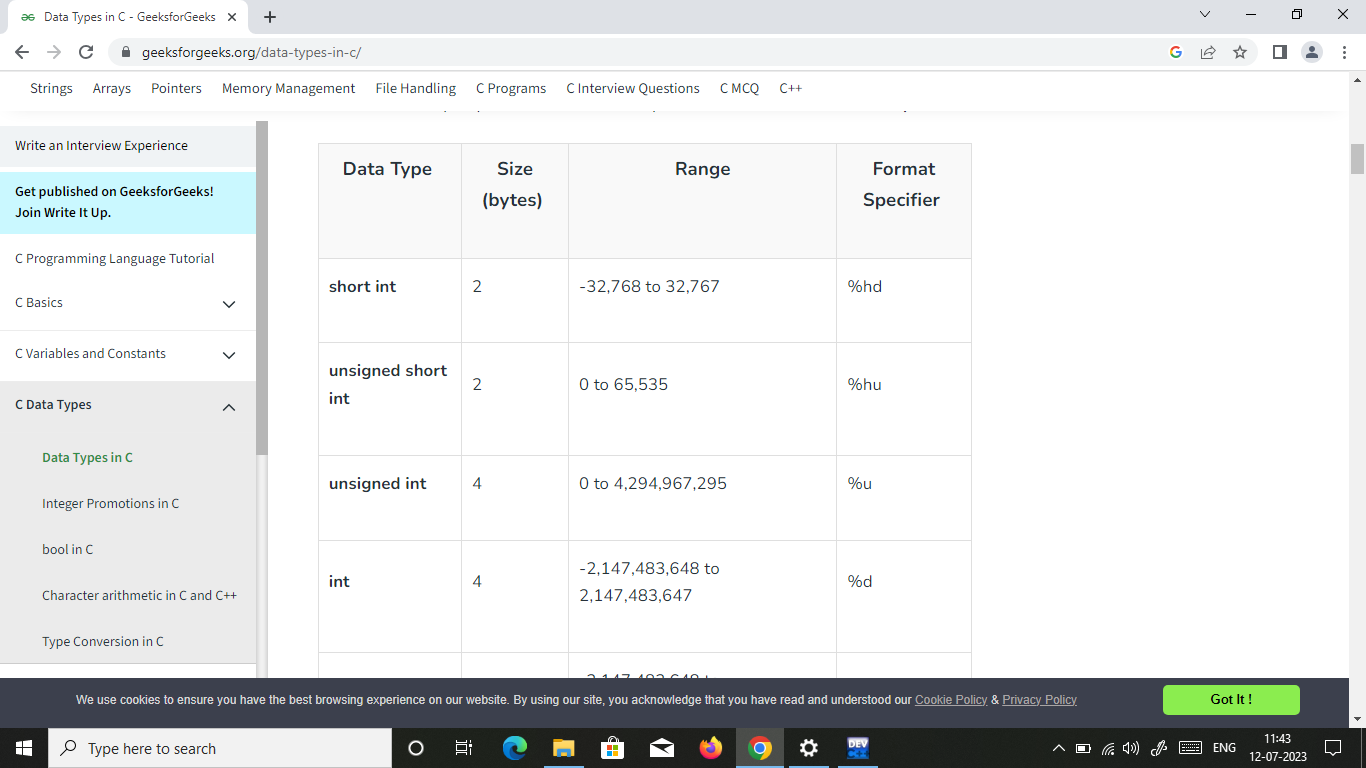 Data Types in C - GeeksforGeeks
geeksforgeeks.org/data-types-in-c/
Strings Arrays Pointers Memory Management File Handling C Programs C Interview Questions C MCQ C++
Write an Interview Experience
Get published on GeeksforGeeks!
Join Write It Up.
C Programming Language Tutorial
C Basics
C Variables and Constants
C Data Types
Data Types in C
Integer Promotions in C
bool in C
Character arithmetic in C and C++
Type Conversion in C
Data Type Size (bytes) Range Format Specifier
short int 2 -32,768 to 32,767 %hd
unsigned short int 2 0 to 65,535 %hu
unsigned int 4 0 to 4,294,967,295 %u
int 4 -2,147,483,648 to 2,147,483,647 %d
We use cookies to ensure you have the best browsing experience on our website. By using our site, you acknowledge that you have read and understood our Cookie Policy & Privacy Policy
Got It !
Type here to search
DEV
ENG
11:43
12-07-2023